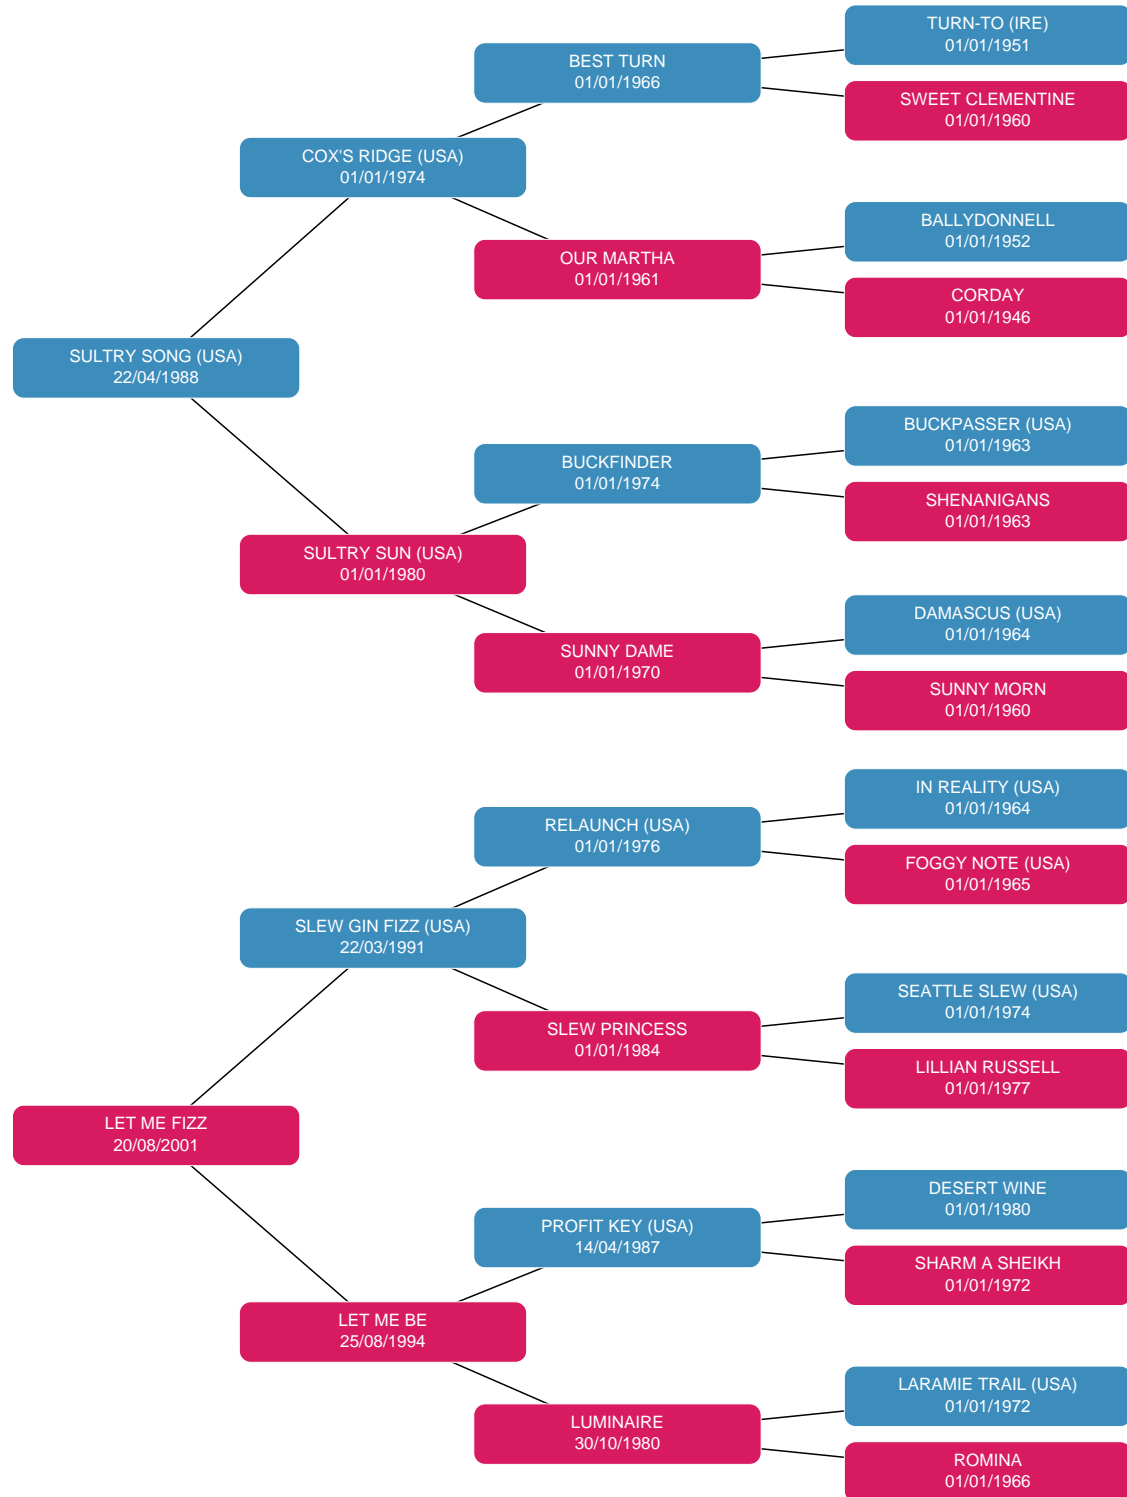 TURN-TO (IRE)
01/01/1951
BEST TURN
01/01/1966
SWEET CLEMENTINE
01/01/1960
COX'S RIDGE (USA)
01/01/1974
BALLYDONNELL
01/01/1952
OUR MARTHA
01/01/1961
CORDAY
01/01/1946
SULTRY SONG (USA)
22/04/1988
BUCKPASSER (USA)
01/01/1963
BUCKFINDER
01/01/1974
SHENANIGANS
01/01/1963
SULTRY SUN (USA)
01/01/1980
DAMASCUS (USA)
01/01/1964
SUNNY DAME
01/01/1970
SUNNY MORN
01/01/1960
IN REALITY (USA)
01/01/1964
RELAUNCH (USA)
01/01/1976
FOGGY NOTE (USA)
01/01/1965
SLEW GIN FIZZ (USA)
22/03/1991
SEATTLE SLEW (USA)
01/01/1974
SLEW PRINCESS
01/01/1984
LILLIAN RUSSELL
01/01/1977
LET ME FIZZ
20/08/2001
DESERT WINE
01/01/1980
PROFIT KEY (USA)
14/04/1987
SHARM A SHEIKH
01/01/1972
LET ME BE
25/08/1994
LARAMIE TRAIL (USA)
01/01/1972
LUMINAIRE
30/10/1980
ROMINA
01/01/1966